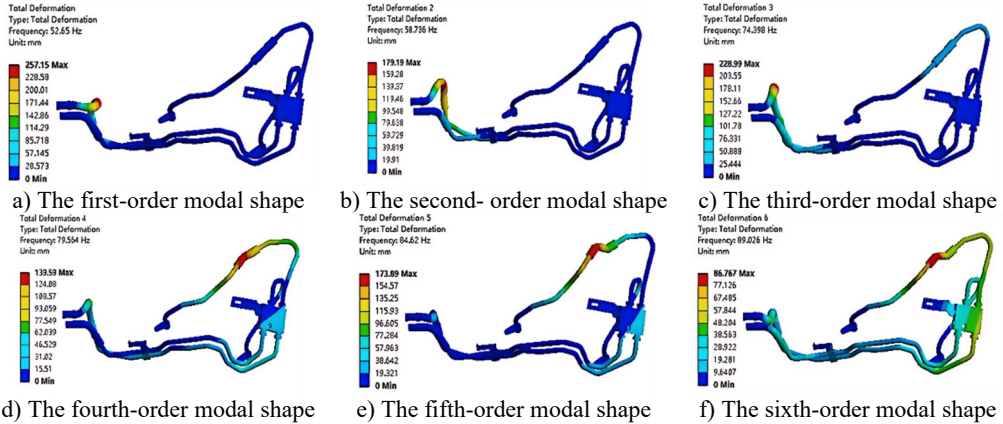 Total Deformation
Type: Total Deformation
Frequency: 52.65 Hz
Unit: mm
257.15 Max
228.58
200.01
171.44
142.86
114.29
85.718
57.145
28.573
0 Min
a) The first-order modal shape
Total Deformation 2
Type: Total Deformation
Frequency: 58.736 Hz
Unit: mm
179.19 Max
159.28
139.37
119.46
99.548
79.638
59.729
39.819
19.91
0 Min
b) The second- order modal shape
Total Deformation 3
Type: Total Deformation
Frequency: 74.398 Hz
Unit: mm
228.99 Max
203.55
178.11
152.66
127.22
101.78
76.331
50.888
25.444
0 Min
c) The third-order modal shape
Total Deformation 4
Type: Total Deformation
Frequency: 79.564 Hz
Unit: mm
139.59 Max
124.08
108.57
93.059
77.549
62.039
46.529
31.02
15.51
0 Min
d) The fourth-order modal shape
Total Deformation 5
Type: Total Deformation
Frequency: 84.62 Hz
Unit: mm
173.89 Max
154.57
135.25
115.93
96.605
77.284
57.963
38.642
19.321
0 Min
e) The fifth-order modal shape
Total Deformation 6
Type: Total Deformation
Frequency: 89.026 Hz
Unit: mm
86.767 Max
77.126
67.485
57.844
48.204
38.563
28.922
19.281
9.6407
0 Min
f) The sixth-order modal shape